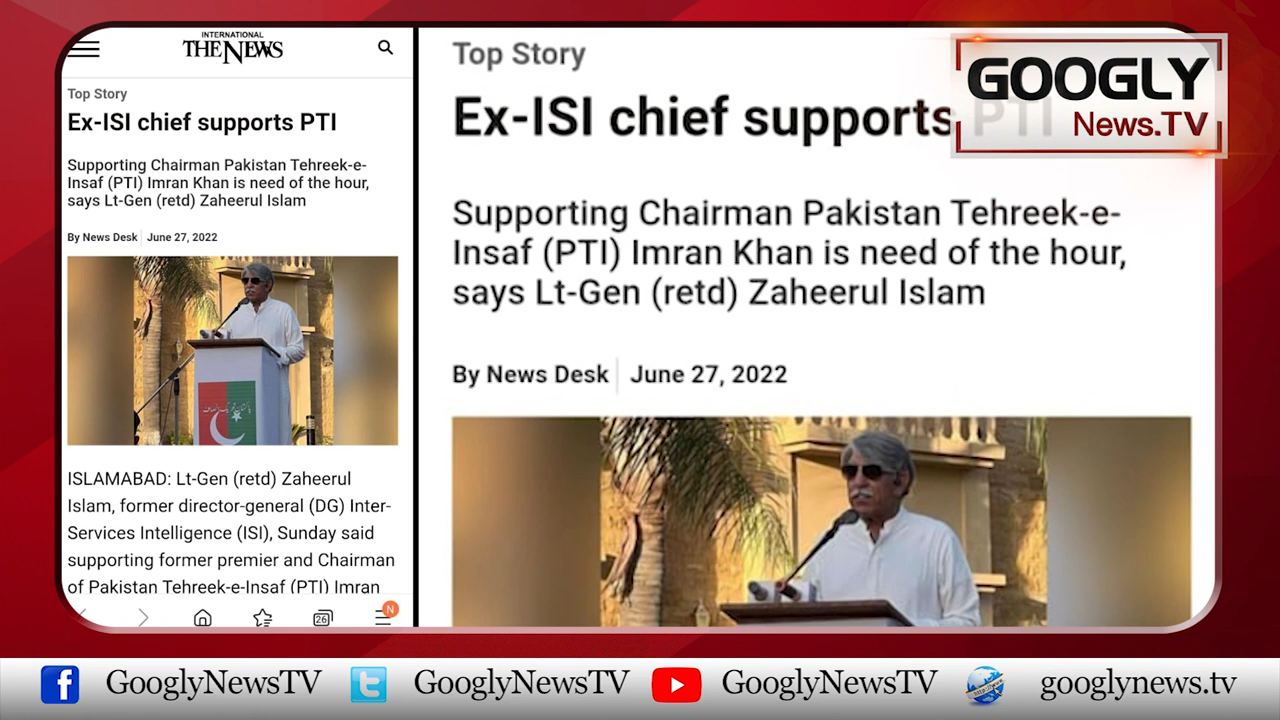 INTERNATIONAL
THE NEWS
Top Story
Ex-ISI chief supports PTI
Supporting Chairman Pakistan Tehreek-e-
Insaf (PTI) Imran Khan is need of the hour,
says Lt-Gen (retd) Zaheerul Islam
By News Desk June 27, 2022
پاکستان تحریک انصاف
ISLAMABAD: Lt-Gen (retd) Zaheerul
Islam, former director-general (DG) Inter-
Services Intelligence (ISI), Sunday said
supporting former premier and Chairman
of Pakistan Tehreek-e-Insaf (PTI) Imran
26
N
Top Story
Ex-ISI chief supports PTI
Supporting Chairman Pakistan Tehreek-e-
Insaf (PTI) Imran Khan is need of the hour,
says Lt-Gen (retd) Zaheerul Islam
By News Desk June 27, 2022
GOOGLY
News.TV
GooglyNewsTV
GooglyNewsTV
GooglyNewsTV
googlynews.tv